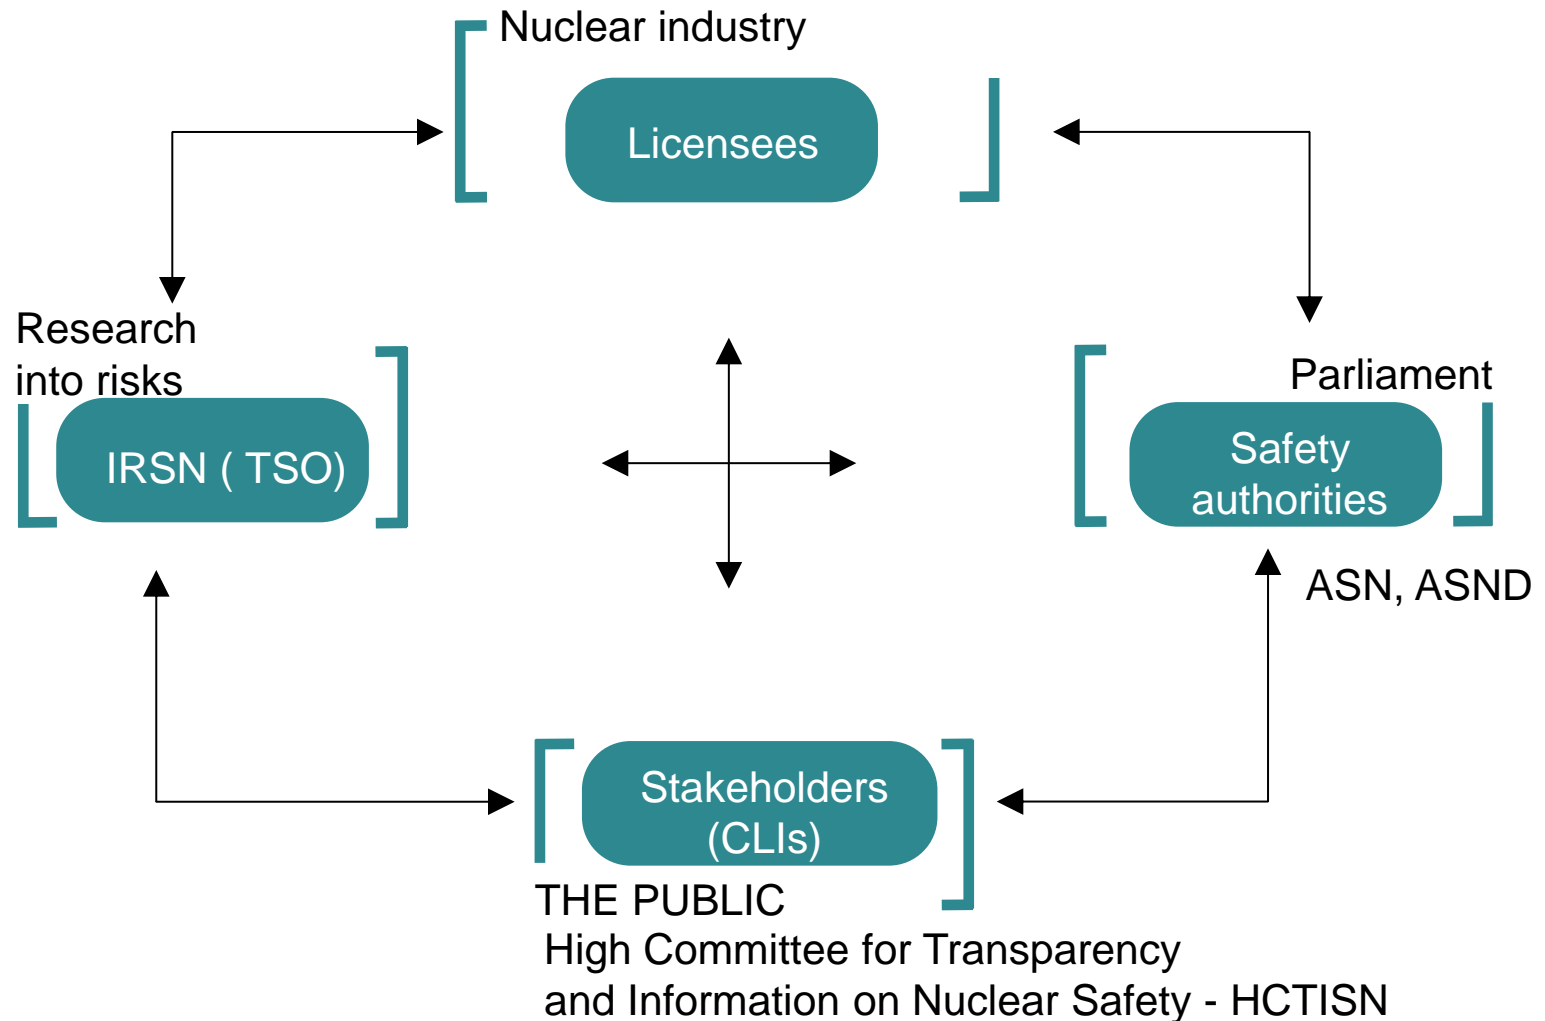 Nuclear industry
Licensees
Research
into risks
IRSN ( TSO)
Parliament
Safety
authorities
ASN, ASND
Stakeholders
(CLIs)
THE PUBLIC
High Committee for Transparency
and Information on Nuclear Safety - HCTISN